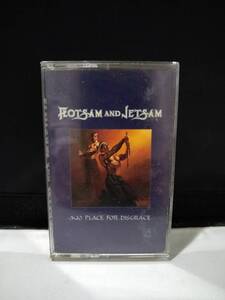 FLOTSAM AND JETSAM
NO PLACE FOR DISGRACE